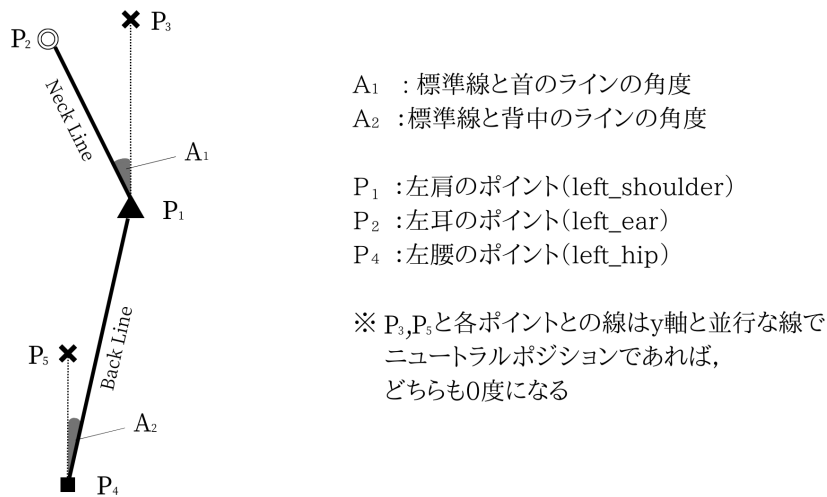 P₃
P₂
Neck Line
A₁
P₁
Back Line
P₅
A₂
P₄
A₁ :標準線と首のラインの角度
A₂ :標準線と背中のラインの角度
P₁ :左肩のポイント(left_shoulder)
P₂ :左耳のポイント(left_ear)
P₄ :左腰のポイント(left_hip)
※ P₃,P₅と各ポイントとの線はy軸と並行な線で
ニュートラルポジションであれば,
どちらも0度になる